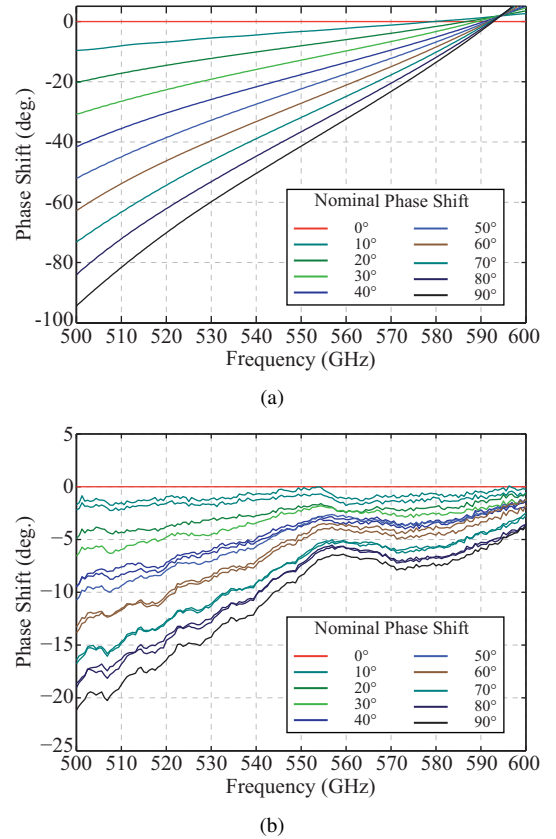 0
-20
-40
-60
-80
-100
Phase Shift (deg.)
Nominal Phase Shift
0° 50°
10° 60°
20° 70°
30° 80°
40° 90°
500 510 520 530 540 550 560 570 580 590 600
Frequency (GHz)
(a)
5
0
−5
−10
−15
−20
−25
Phase Shift (deg.)
Nominal Phase Shift
0° 50°
10° 60°
20° 70°
30° 80°
40° 90°
500 510 520 530 540 550 560 570 580 590 600
Frequency (GHz)
(b)